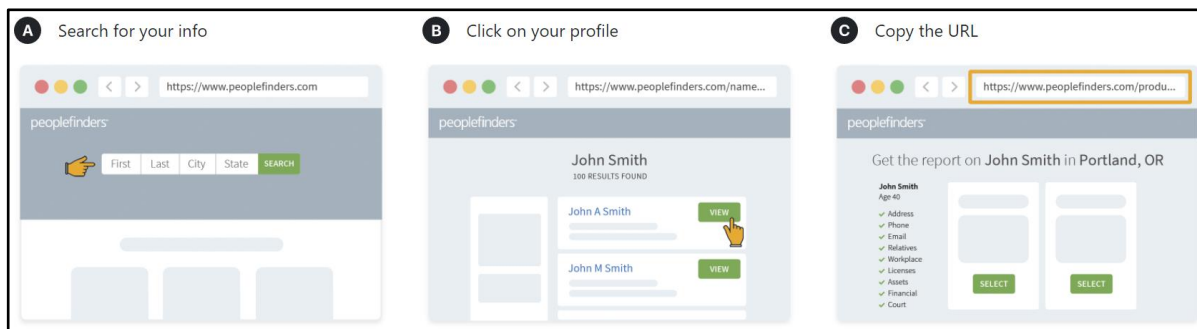 A Search for your info
https://www.peoplefinders.com
peoplefinders
First Last City State SEARCH
B Click on your profile
https://www.peoplefinders.com/name...
peoplefinders
John Smith
100 RESULTS FOUND
John A Smith VIEW
John M Smith VIEW
C Copy the URL
https://www.peoplefinders.com/produ...
peoplefinders
Get the report on John Smith in Portland, OR
John Smith
Age 40
✓ Address
✓ Phone
✓ Email
✓ Relatives
✓ Workplace
✓ Licenses
✓ Assets
✓ Financial
✓ Court
SELECT SELECT